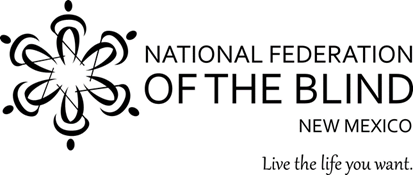 NATIONAL FEDERATION
OF THE BLIND
NEW MEXICO
Live the life you want.